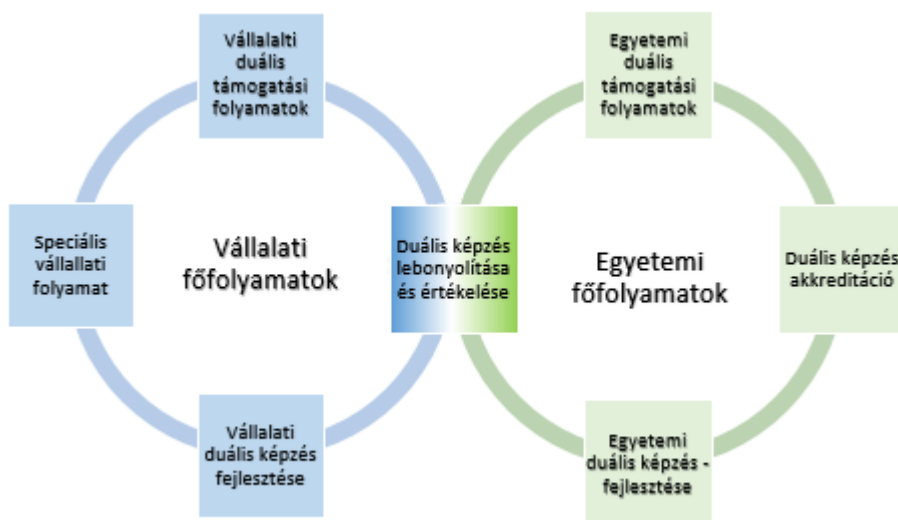 Vállalalti
duális
támogatási
folyamatok
Egyetemi
duális
támogatási
folyamatok
Speciális
vállallati
folyamat
Vállalati
főfolyamatok
Duális képzés
lebonyolítása
és értékelése
Egyetemi
főfolyamatok
Duális képzés
akkreditáció
Vállalati
duális képzés
fejlesztése
Egyetemi
duális képzés -
fejlesztése